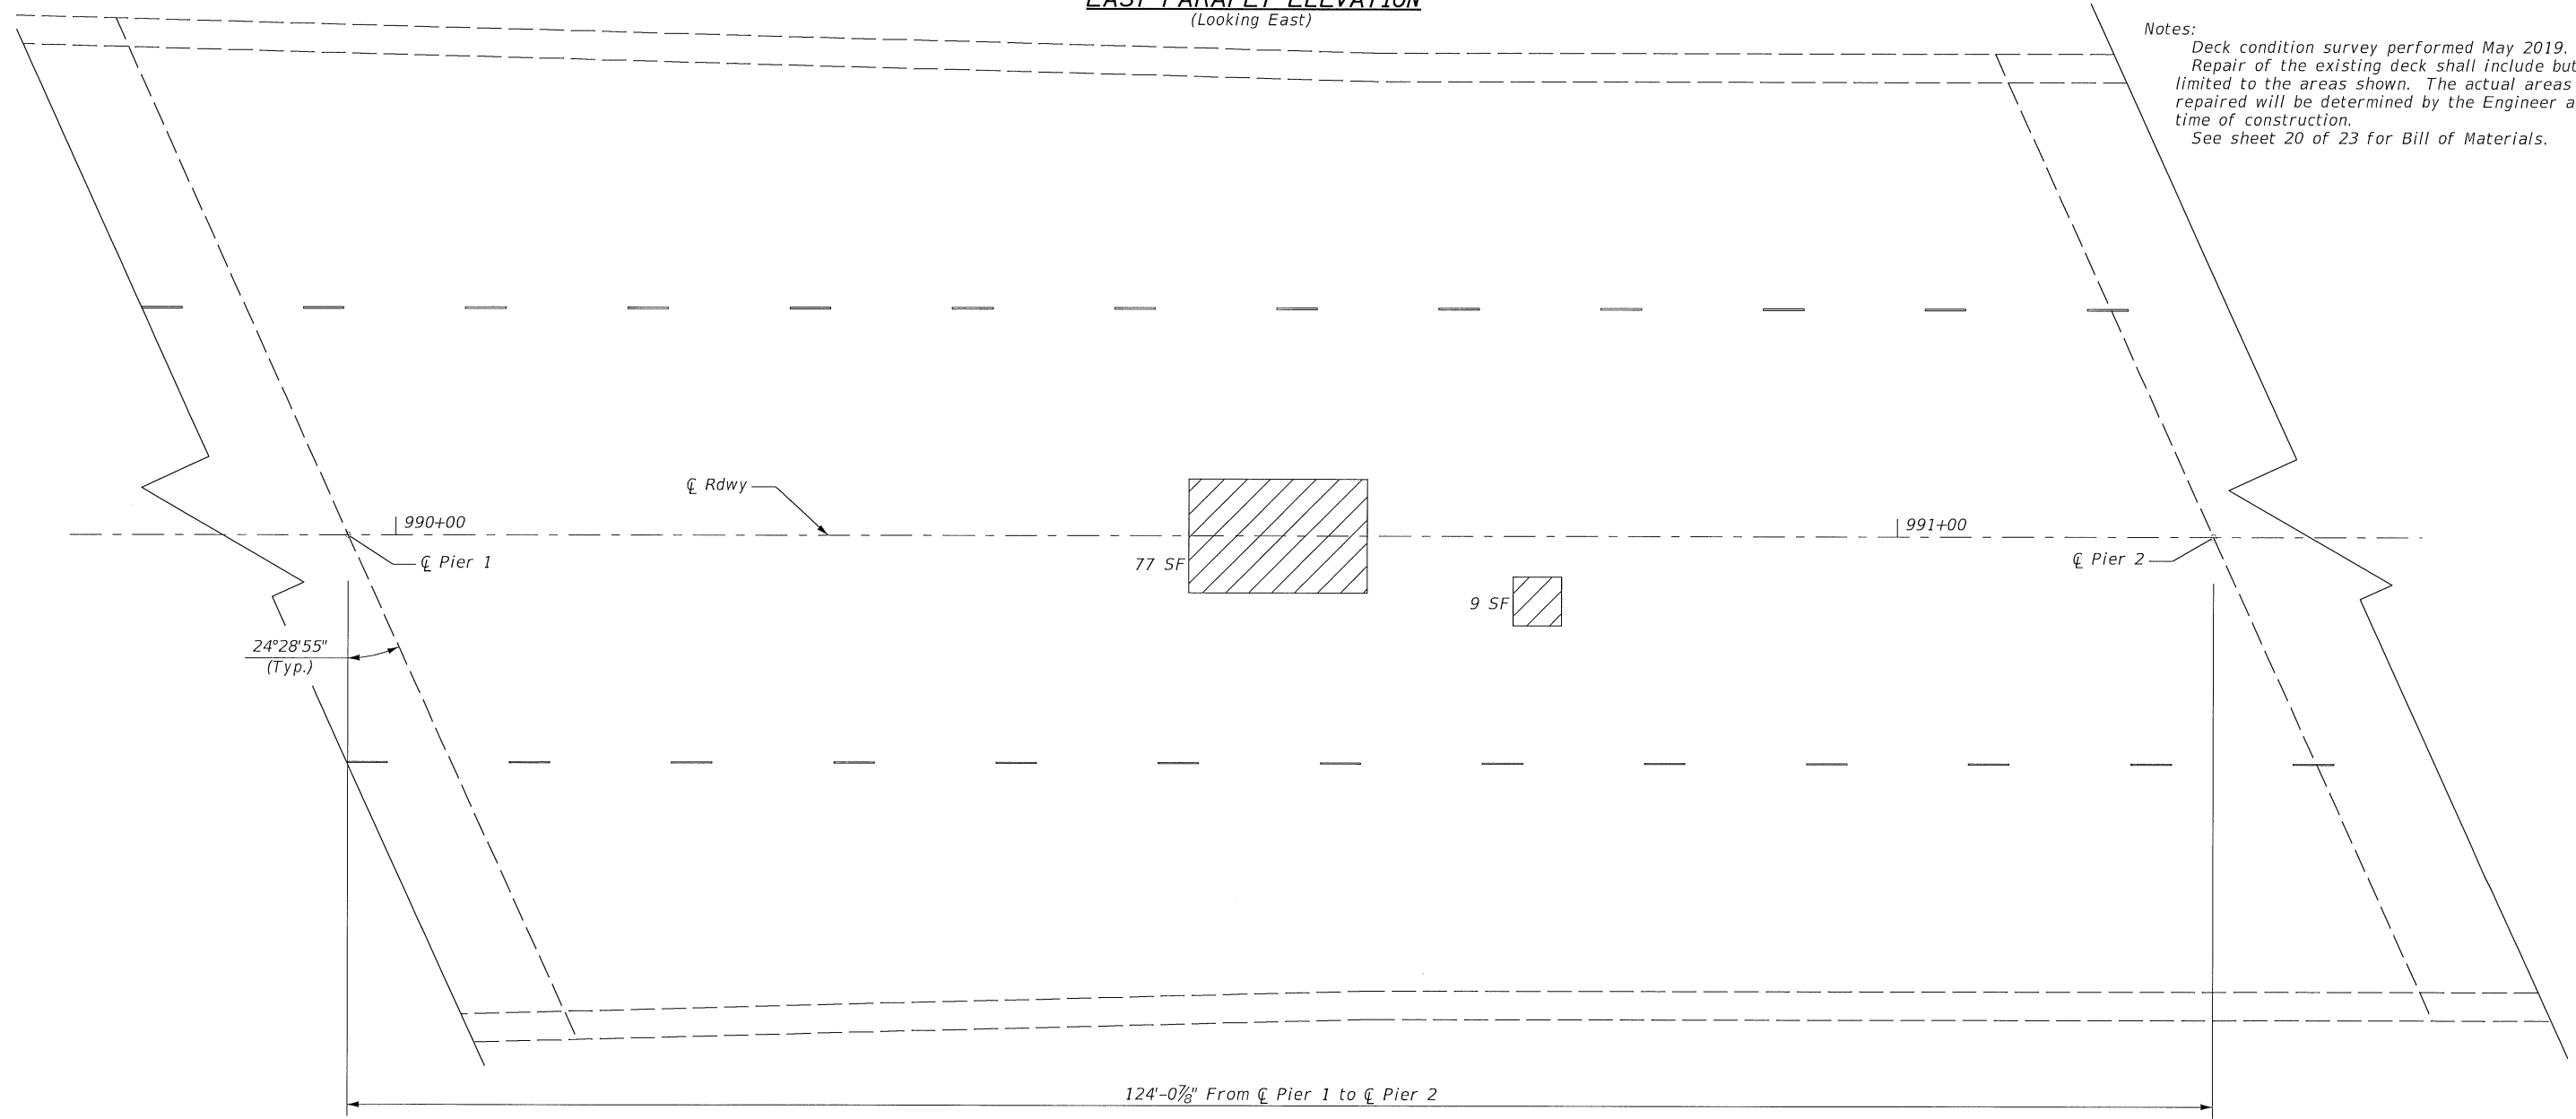 EAST PARAPET ELEVATION
(Looking East)
Notes:
Deck condition survey performed May 2019.
Repair of the existing deck shall include but
limited to the areas shown. The actual areas
repaired will be determined by the Engineer a
time of construction.
See sheet 20 of 23 for Bill of Materials.
℄ Rdwy
990+00
991+00
℄ Pier 1
77 SF
℄ Pier 2
9 SF
24°28'55"
(Typ.)
124'-0⅞" From ℄ Pier 1 to ℄ Pier 2